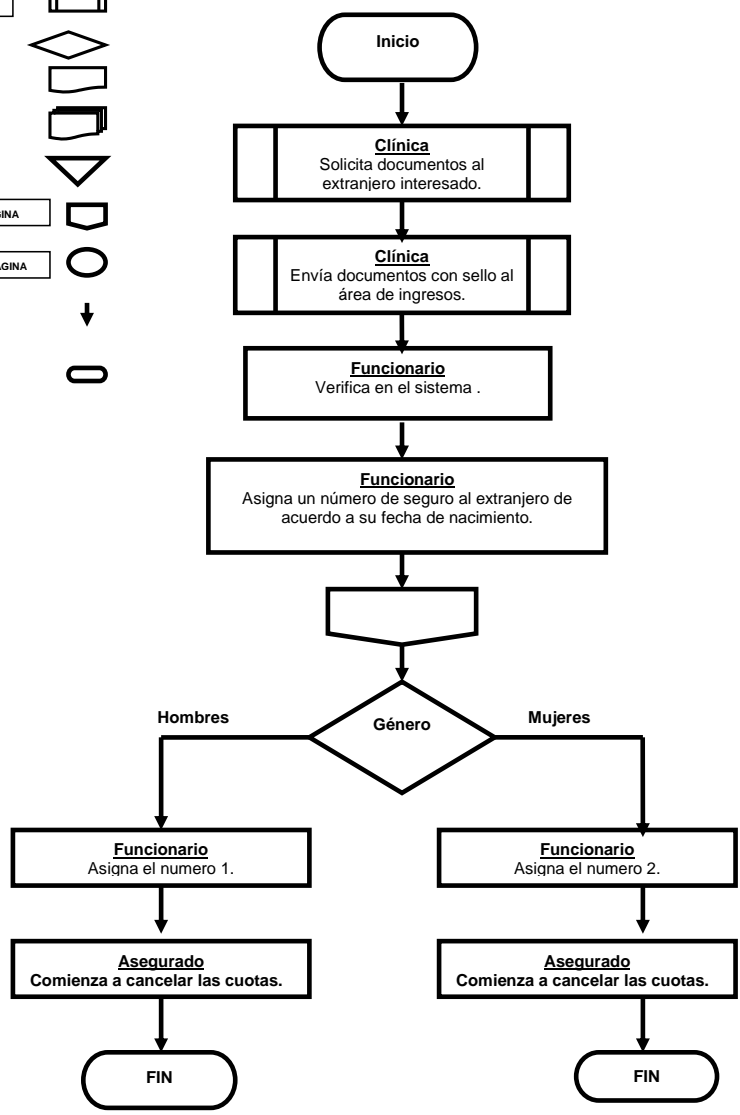 Inicio
Clínica
Solicita documentos al
extranjero interesado.
Clínica
Envía documentos con sello al
área de ingresos.
Funcionario
Verifica en el sistema .
Funcionario
Asigna un número de seguro al extranjero de
acuerdo a su fecha de nacimiento.
Hombres
Género
Mujeres
Funcionario
Asigna el numero 1.
Asegurado
Comienza a cancelar las cuotas.
FIN
Funcionario
Asigna el numero 2.
Asegurado
Comienza a cancelar las cuotas.
FIN